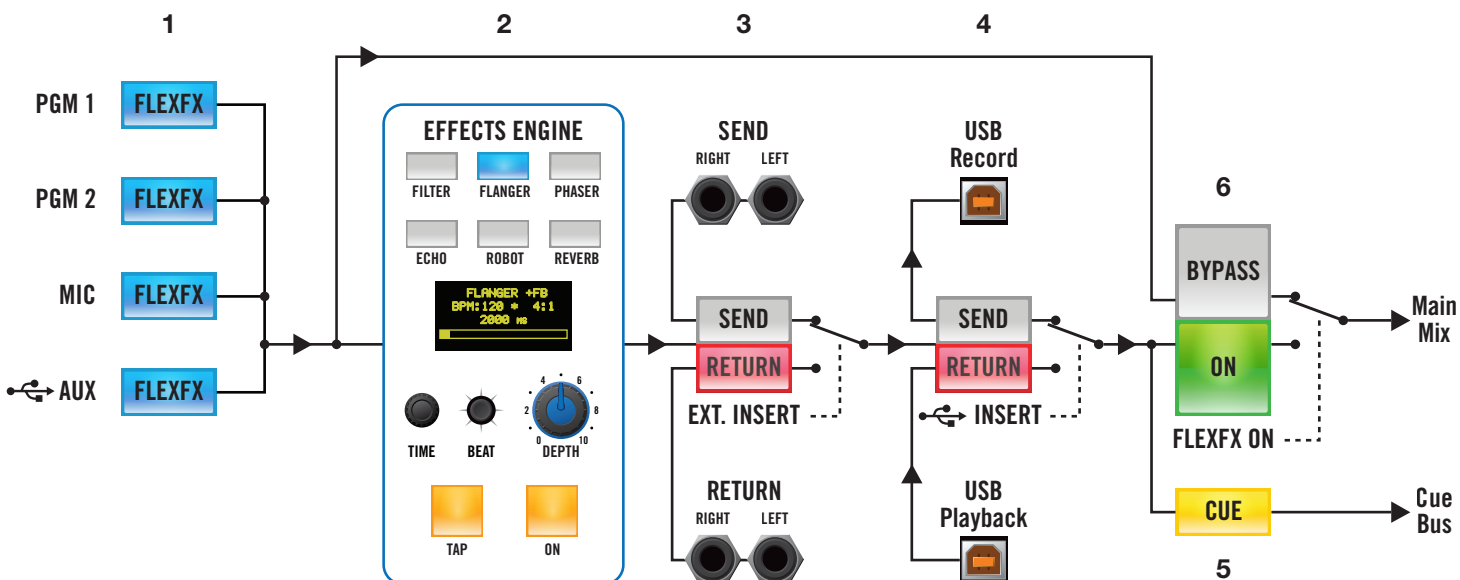 1 2 3 4
PGM 1 FLEXFX
PGM 2 FLEXFX
MIC FLEXFX
AUX FLEXFX
EFFECTS ENGINE
FILTER FLANGER PHASER
ECHO ROBOT REVERB
FLANGER +FB
BPM:120 * 4:1
2000 MS
0 2 4 6 8 10
TIME BEAT DEPTH
TAP ON
SEND
RIGHT LEFT
SEND
RETURN
EXT. INSERT
RETURN
RIGHT LEFT
USB
Record
SEND
RETURN
INSERT
USB
Playback
6
BYPASS
ON
FLEXFX ON
Main
Mix
CUE
Cue
Bus
5